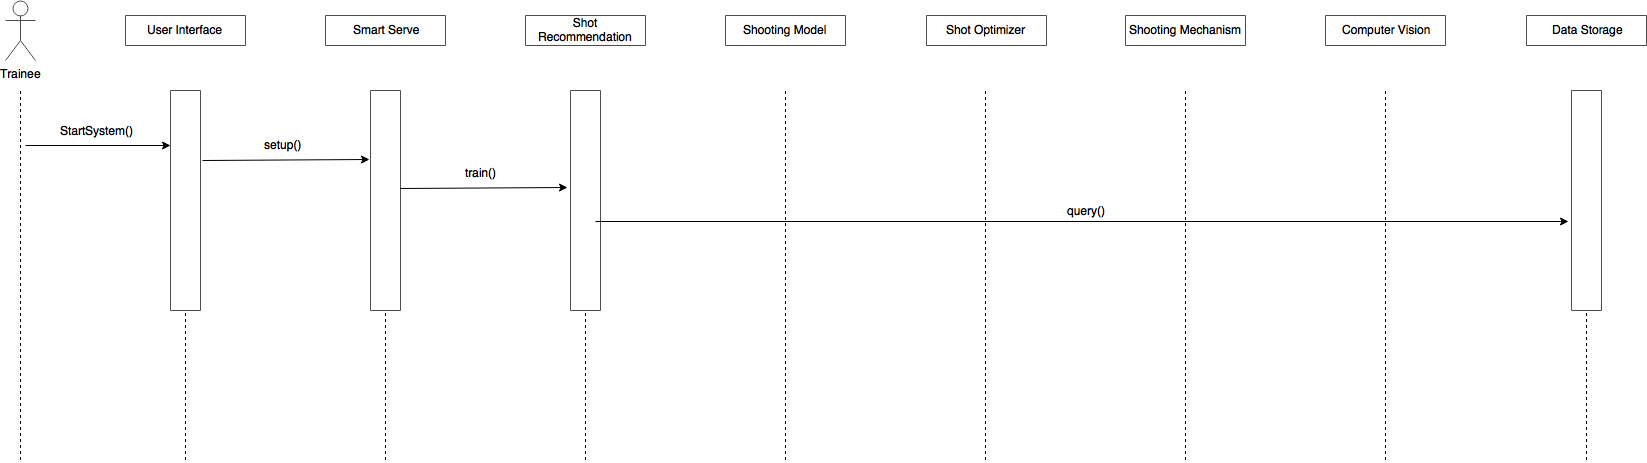 Trainee
User Interface
Smart Serve
Shot
Recommendation
Shooting Model
Shot Optimizer
Shooting Mechanism
Computer Vision
Data Storage
StartSystem()
setup()
train()
query()